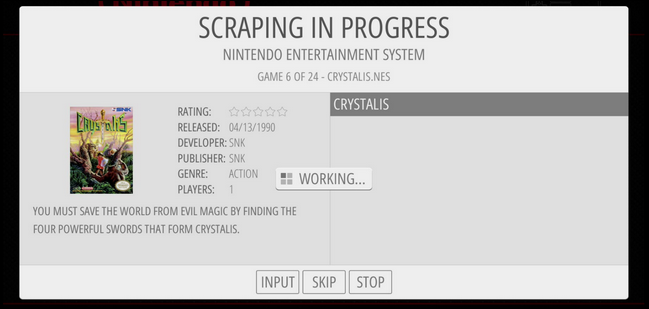 SCRAPING IN PROGRESS
NINTENDO ENTERTAINMENT SYSTEM
GAME 6 OF 24 - CRYSTALIS.NES
SNK
CRYSTALIS
RATING:
RELEASED: 04/13/1990
DEVELOPER: SNK
PUBLISHER: SNK
GENRE: ACTION
PLAYERS: 1
YOU MUST SAVE THE WORLD FROM EVIL MAGIC BY FINDING THE
FOUR POWERFUL SWORDS THAT FORM CRYSTALIS.
CRYSTALIS
WORKING...
INPUT SKIP STOP